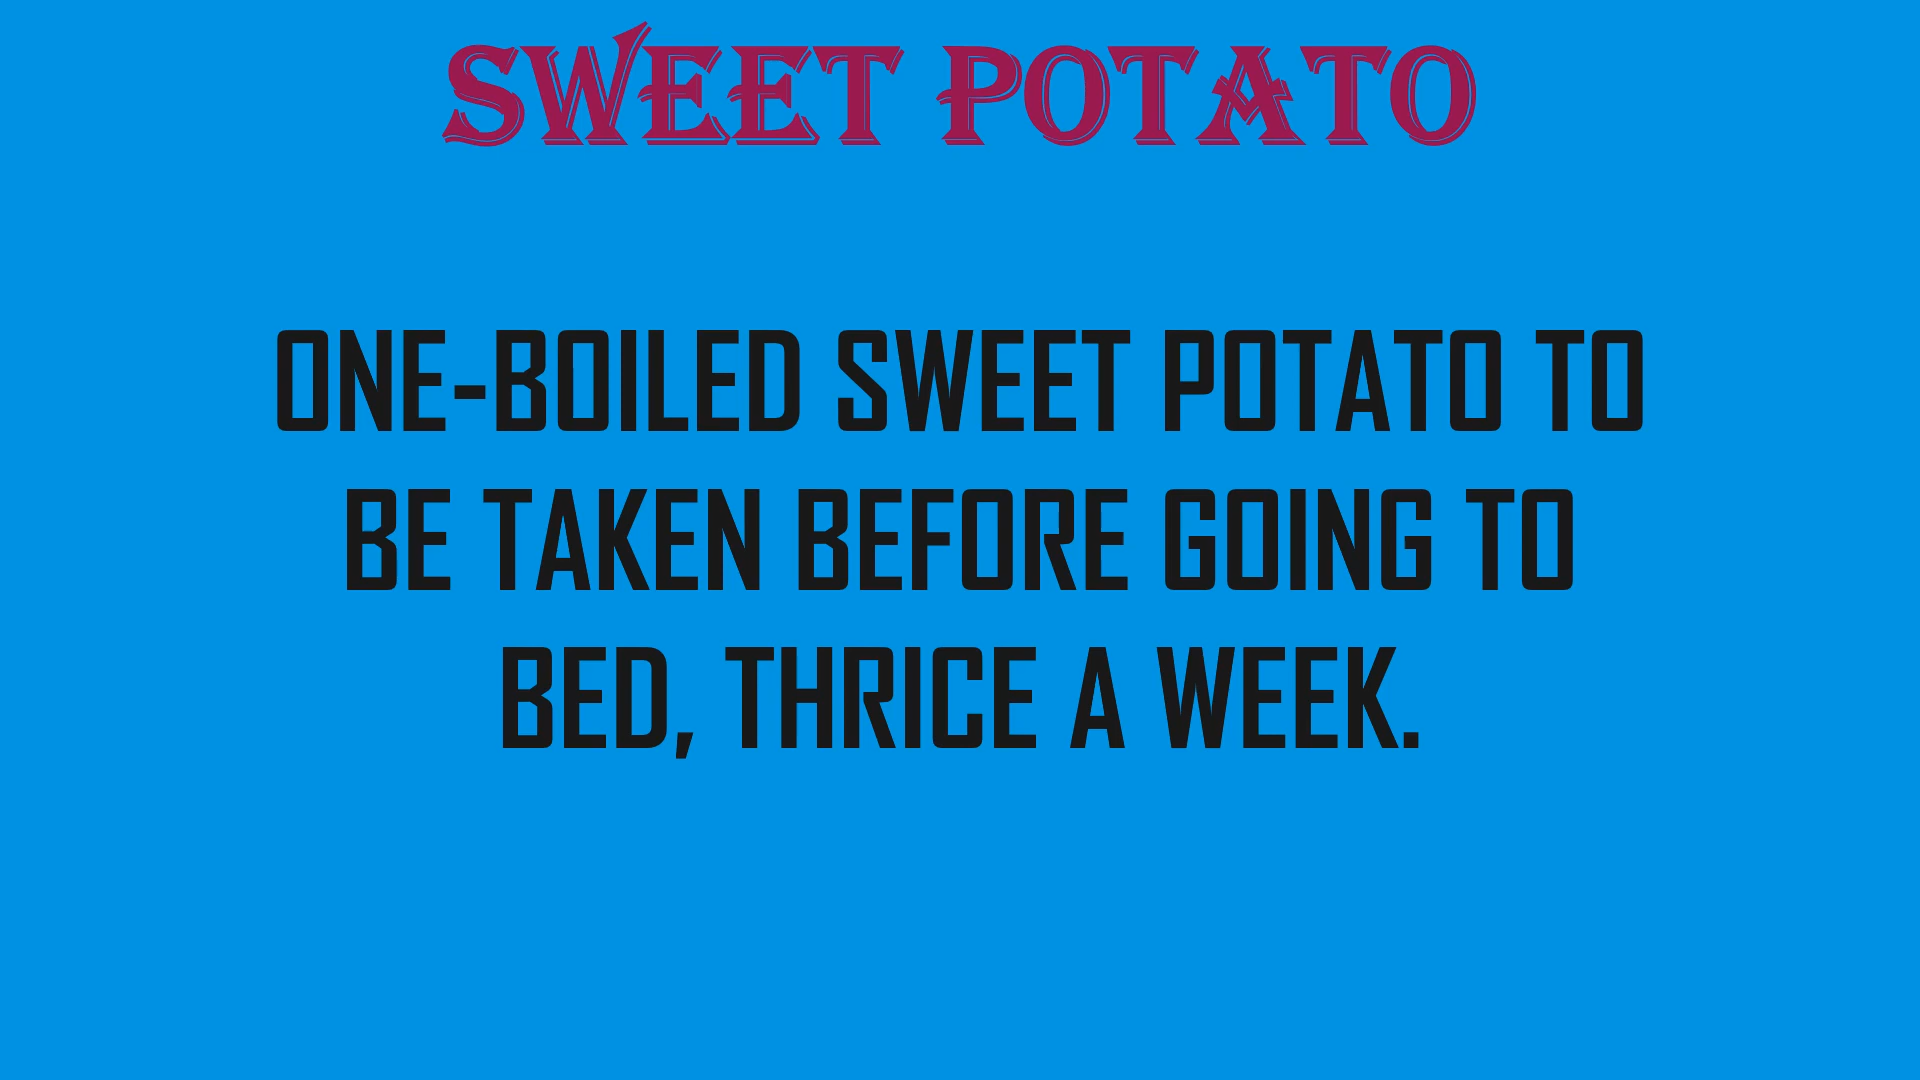 SWEET POTATO
ONE-BOILED SWEET POTATO TO
BE TAKEN BEFORE GOING TO
BED, THRICE A WEEK.